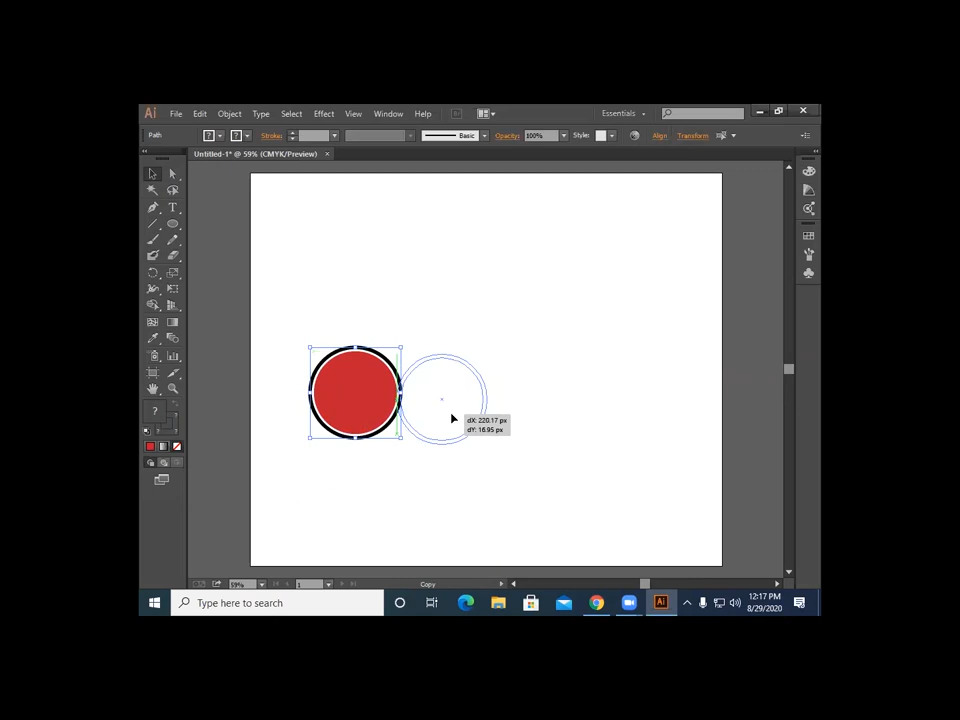 Ai File Edit Object Type Select Effect View Window Help Br Essentials
Path ? ? Stroke: Basic Opacity: 100% Style: Align Transform
Untitled-1* @ 59% (CMYK/Preview) ×
dX: 220.17 px
dY: 16.95 px
?
59% 1 Copy
Type here to search Ai 12:17 PM
8/29/2020